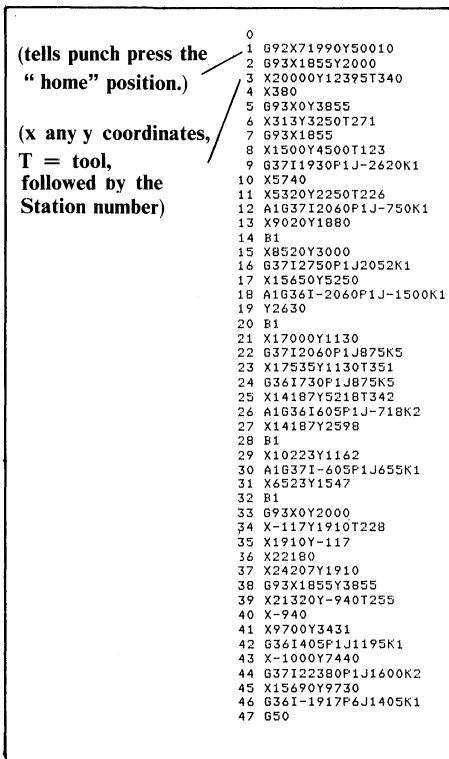 (tells punch press the
“ home” position.)
(x any y coordinates,
T = tool,
followed by the
Station number)
0
1 G92X71990Y50010
2 G93X1855Y2000
3 X20000Y12395T340
4 X380
5 G93X0Y3855
6 X313Y3250T271
7 G93X1855
8 X1500Y4500T123
9 G37I1930P1J-2620K1
10 X5740
11 X5320Y2250T226
12 A1G37I2060P1J-750K1
13 X9020Y1880
14 B1
15 X8520Y3000
16 G37I2750P1J2052K1
17 X15650Y5250
18 A1G36I-2060P1J-1500K1
19 Y2630
20 B1
21 X17000Y1130
22 G37I2060P1J875K5
23 X17535Y1130T351
24 G36I730P1J875K5
25 X14187Y5218T342
26 A1G36I605P1J-718K2
27 X14187Y2598
28 B1
29 X10223Y1162
30 A1G37I-605P1J655K1
31 X6523Y1547
32 B1
33 G93X0Y2000
34 X-117Y1910T228
35 X1910Y-117
36 X22180
37 X24207Y1910
38 G93X1855Y3855
39 X21320Y-940T255
40 X-940
41 X9700Y3431
42 G36I405P1J1195K1
43 X-1000Y7440
44 G37I22380P1J1600K2
45 X15690Y9730
46 G36I-1917P6J1405K1
47 G50